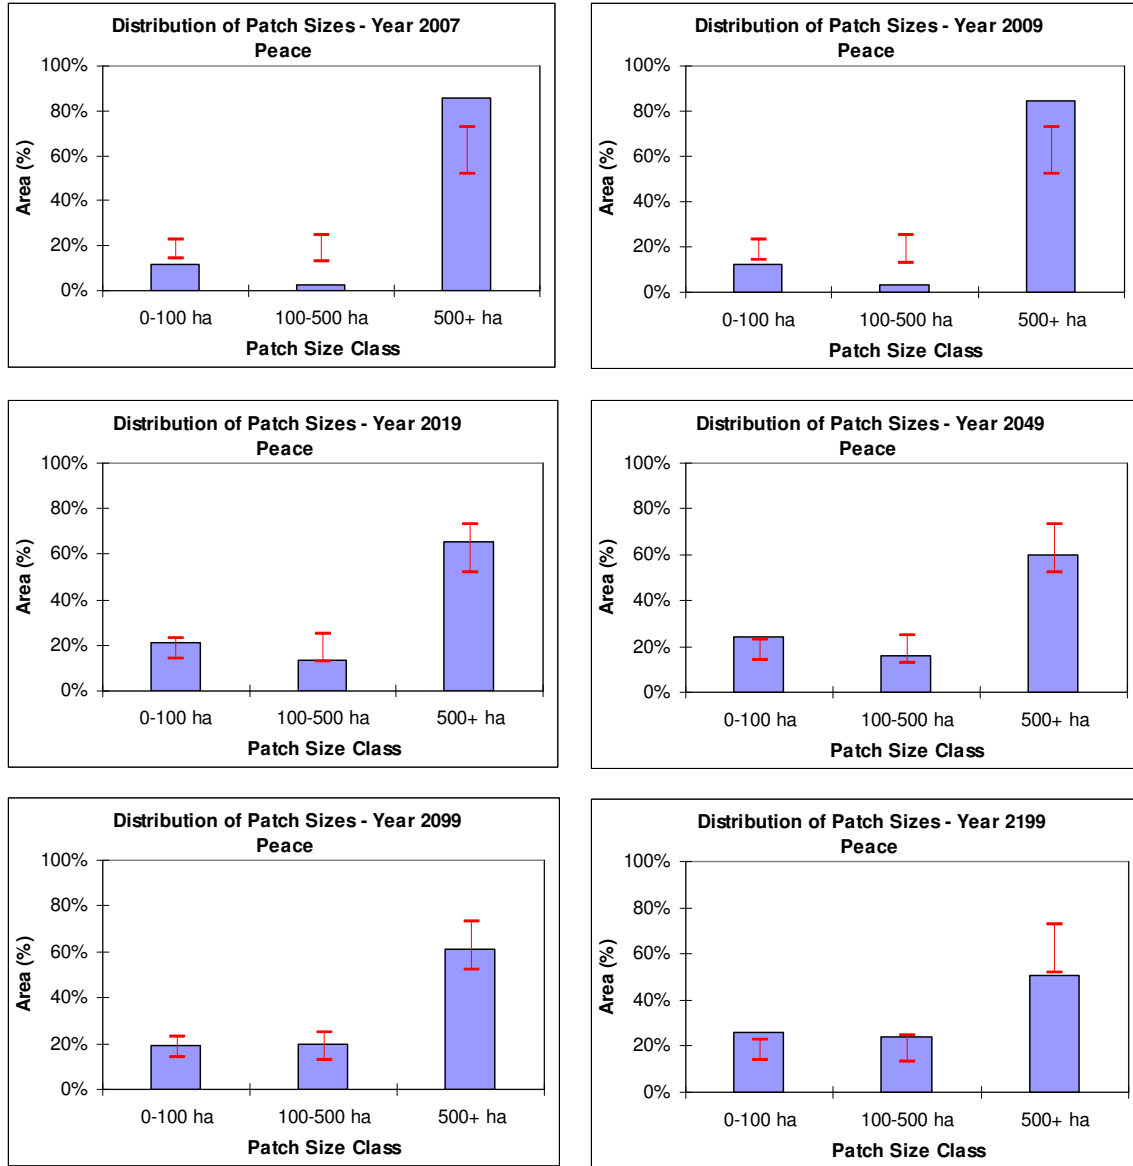 Distribution of Patch Sizes - Year 2007
Peace
100%
80%
60%
40%
20%
0%
Area (%)
0-100 ha 100-500 ha 500+ ha
Patch Size Class
Distribution of Patch Sizes - Year 2009
Peace
100%
80%
60%
40%
20%
0%
Area (%)
0-100 ha 100-500 ha 500+ ha
Patch Size Class
Distribution of Patch Sizes - Year 2019
Peace
100%
80%
60%
40%
20%
0%
Area (%)
0-100 ha 100-500 ha 500+ ha
Patch Size Class
Distribution of Patch Sizes - Year 2049
Peace
100%
80%
60%
40%
20%
0%
Area (%)
0-100 ha 100-500 ha 500+ ha
Patch Size Class
Distribution of Patch Sizes - Year 2099
Peace
100%
80%
60%
40%
20%
0%
Area (%)
0-100 ha 100-500 ha 500+ ha
Patch Size Class
Distribution of Patch Sizes - Year 2199
Peace
100%
80%
60%
40%
20%
0%
Area (%)
0-100 ha 100-500 ha 500+ ha
Patch Size Class